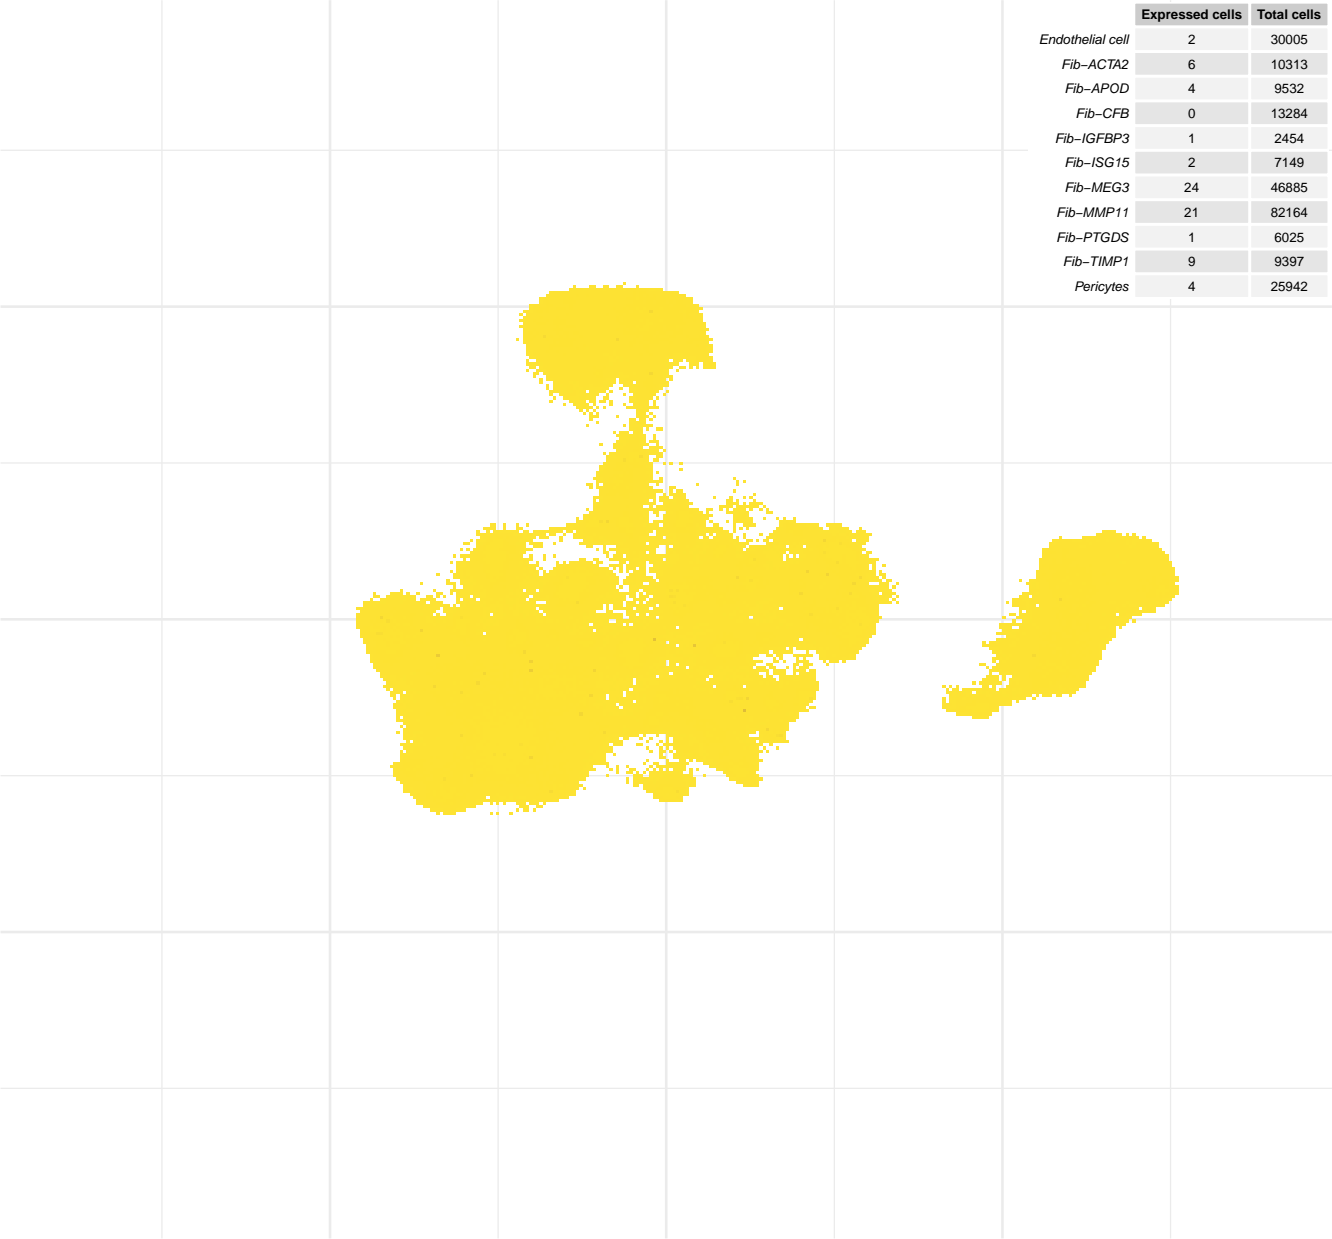 Expressed cells Total cells
Endothelial cell 2 30005
Fib−ACTA2 6 10313
Fib−APOD 4 9532
Fib−CFB 0 13284
Fib−IGFBP3 1 2454
Fib−ISG15 2 7149
Fib−MEG3 24 46885
Fib−MMP11 21 82164
Fib−PTGDS 1 6025
Fib−TIMP1 9 9397
Pericytes 4 25942